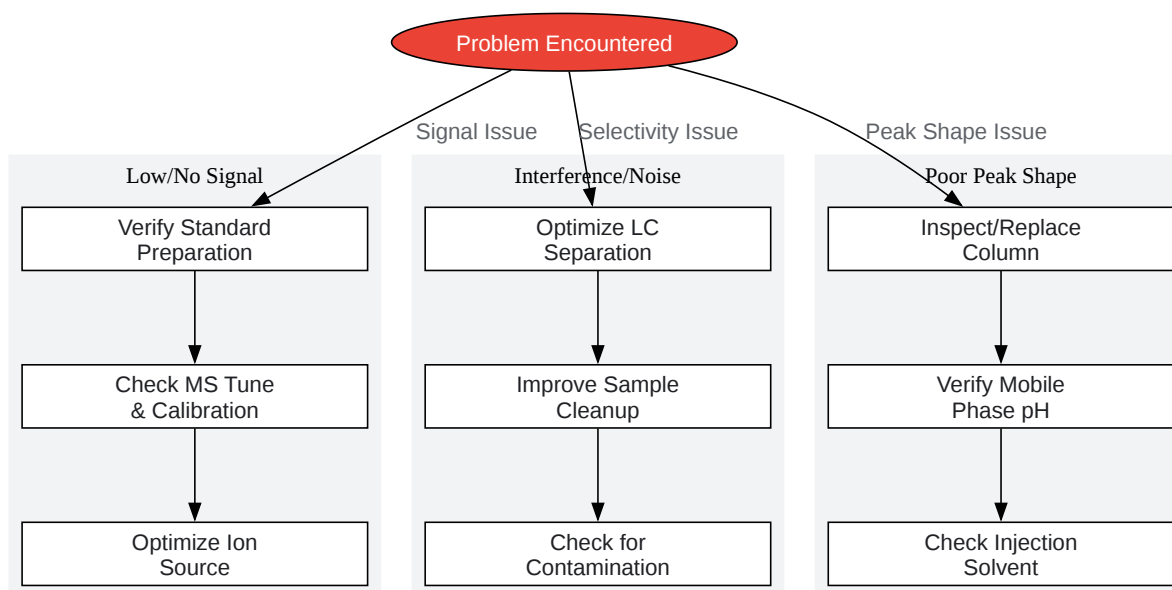 Problem Encountered
Signal Issue
Selectivity Issue
Peak Shape Issue
Low/No Signal
Interference/Noise
Poor Peak Shape
Verify Standard
Preparation
Optimize LC
Separation
Inspect/Replace
Column
Check MS Tune
& Calibration
Improve Sample
Cleanup
Verify Mobile
Phase pH
Optimize Ion
Source
Check for
Contamination
Check Injection
Solvent